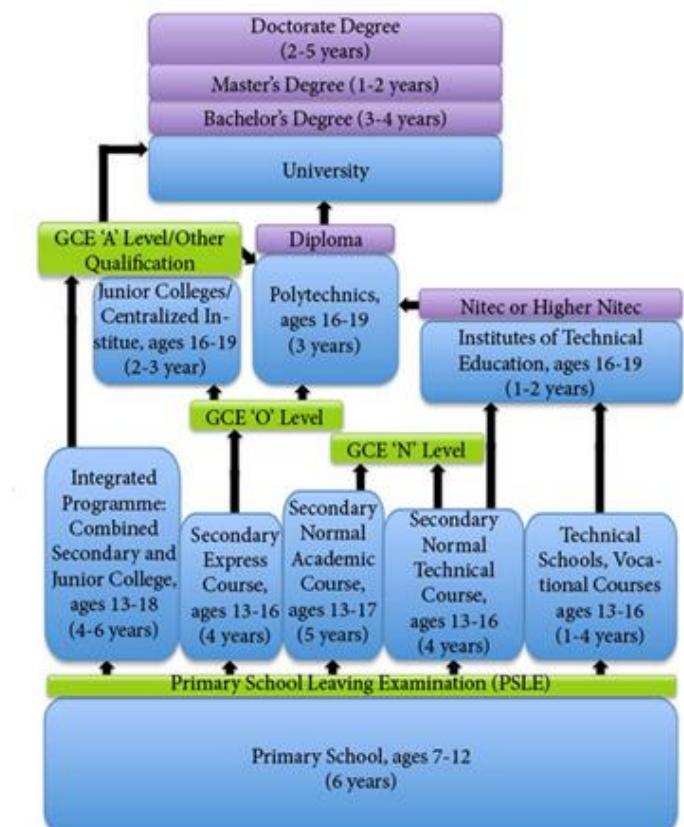 Doctorate Degree
(2-5 years)
Master's Degree (1-2 years)
Bachelor's Degree (3-4 years)
University
GCE 'A' Level/Other
Qualification
Diploma
Junior Colleges/
Centralized In-
stitue, ages 16-19
(2-3 year)
Polytechnics,
ages 16-19
(3 years)
Nitec or Higher Nitec
Institutes of Technical
Education, ages 16-19
(1-2 years)
GCE 'O' Level
GCE 'N' Level
Integrated
Programme:
Combined
Secondary and
Junior College,
ages 13-18
(4-6 years)
Secondary
Express
Course,
ages 13-16
(4 years)
Secondary
Normal
Academic
Course,
ages 13-17
(5 years)
Secondary
Normal
Technical
Course,
ages 13-16
(4 years)
Technical
Schools, Voca-
tional Courses
ages 13-16
(1-4 years)
Primary School Leaving Examination (PSLE)
Primary School, ages 7-12
(6 years)